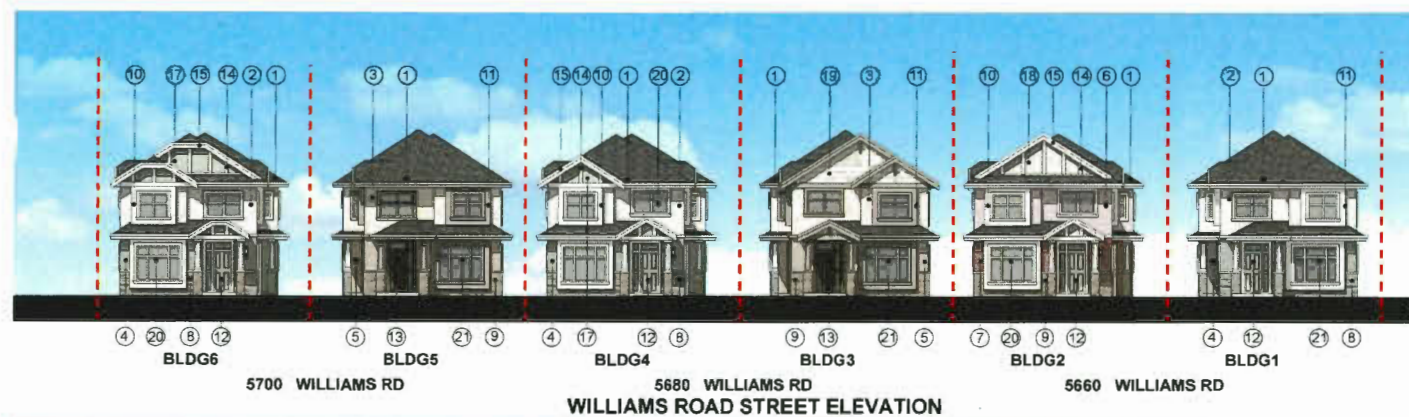 10 17 15 14 2 1 3 1 11 15 14 10 1 20 2 1 19 3 11 10 18 15 14 6 1 2 1 11
4 20 8 12 5 13 21 9 4 17 12 8 9 13 21 5 7 20 9 12 4 12 21 8
BLDG6 BLDG5 BLDG4 BLDG3 BLDG2 BLDG1
5700 WILLIAMS RD 5680 WILLIAMS RD 5660 WILLIAMS RD
WILLIAMS ROAD STREET ELEVATION